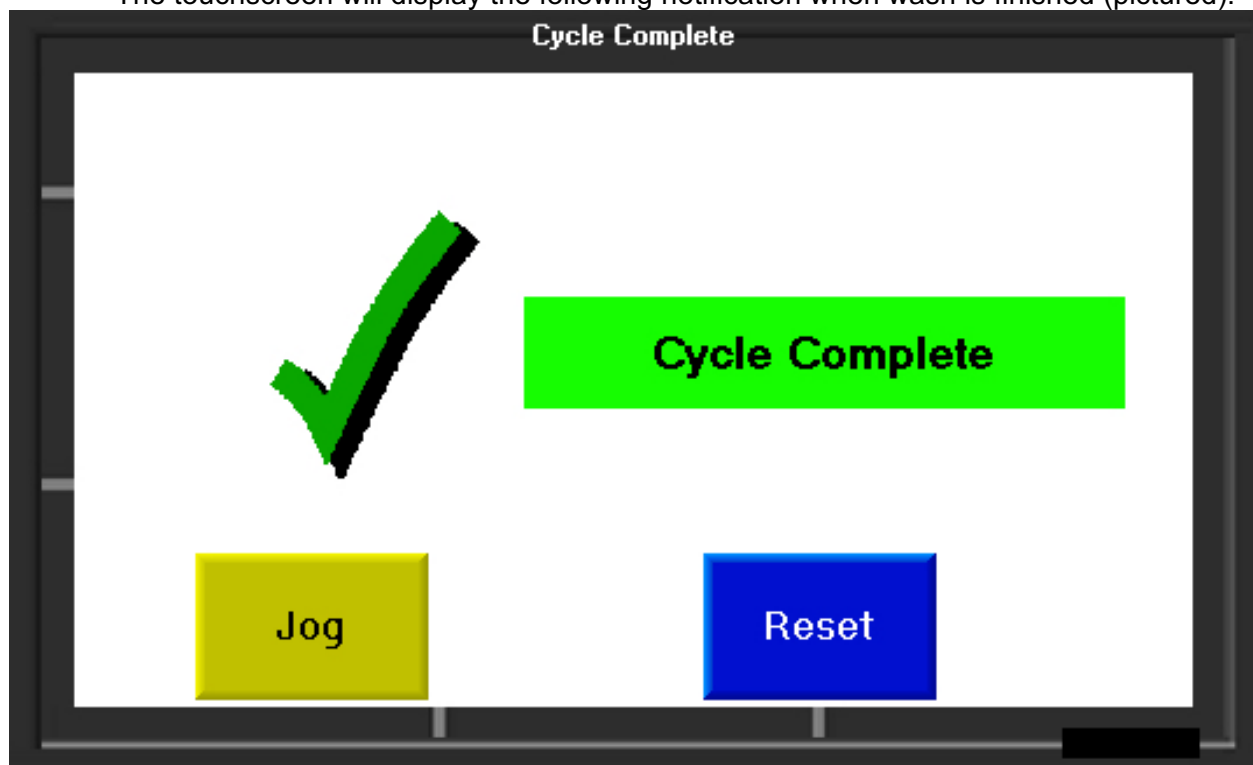 The touchscreen will display the following notification when wash is finished (pictured).
Cycle Complete
Cycle Complete
Jog
Reset